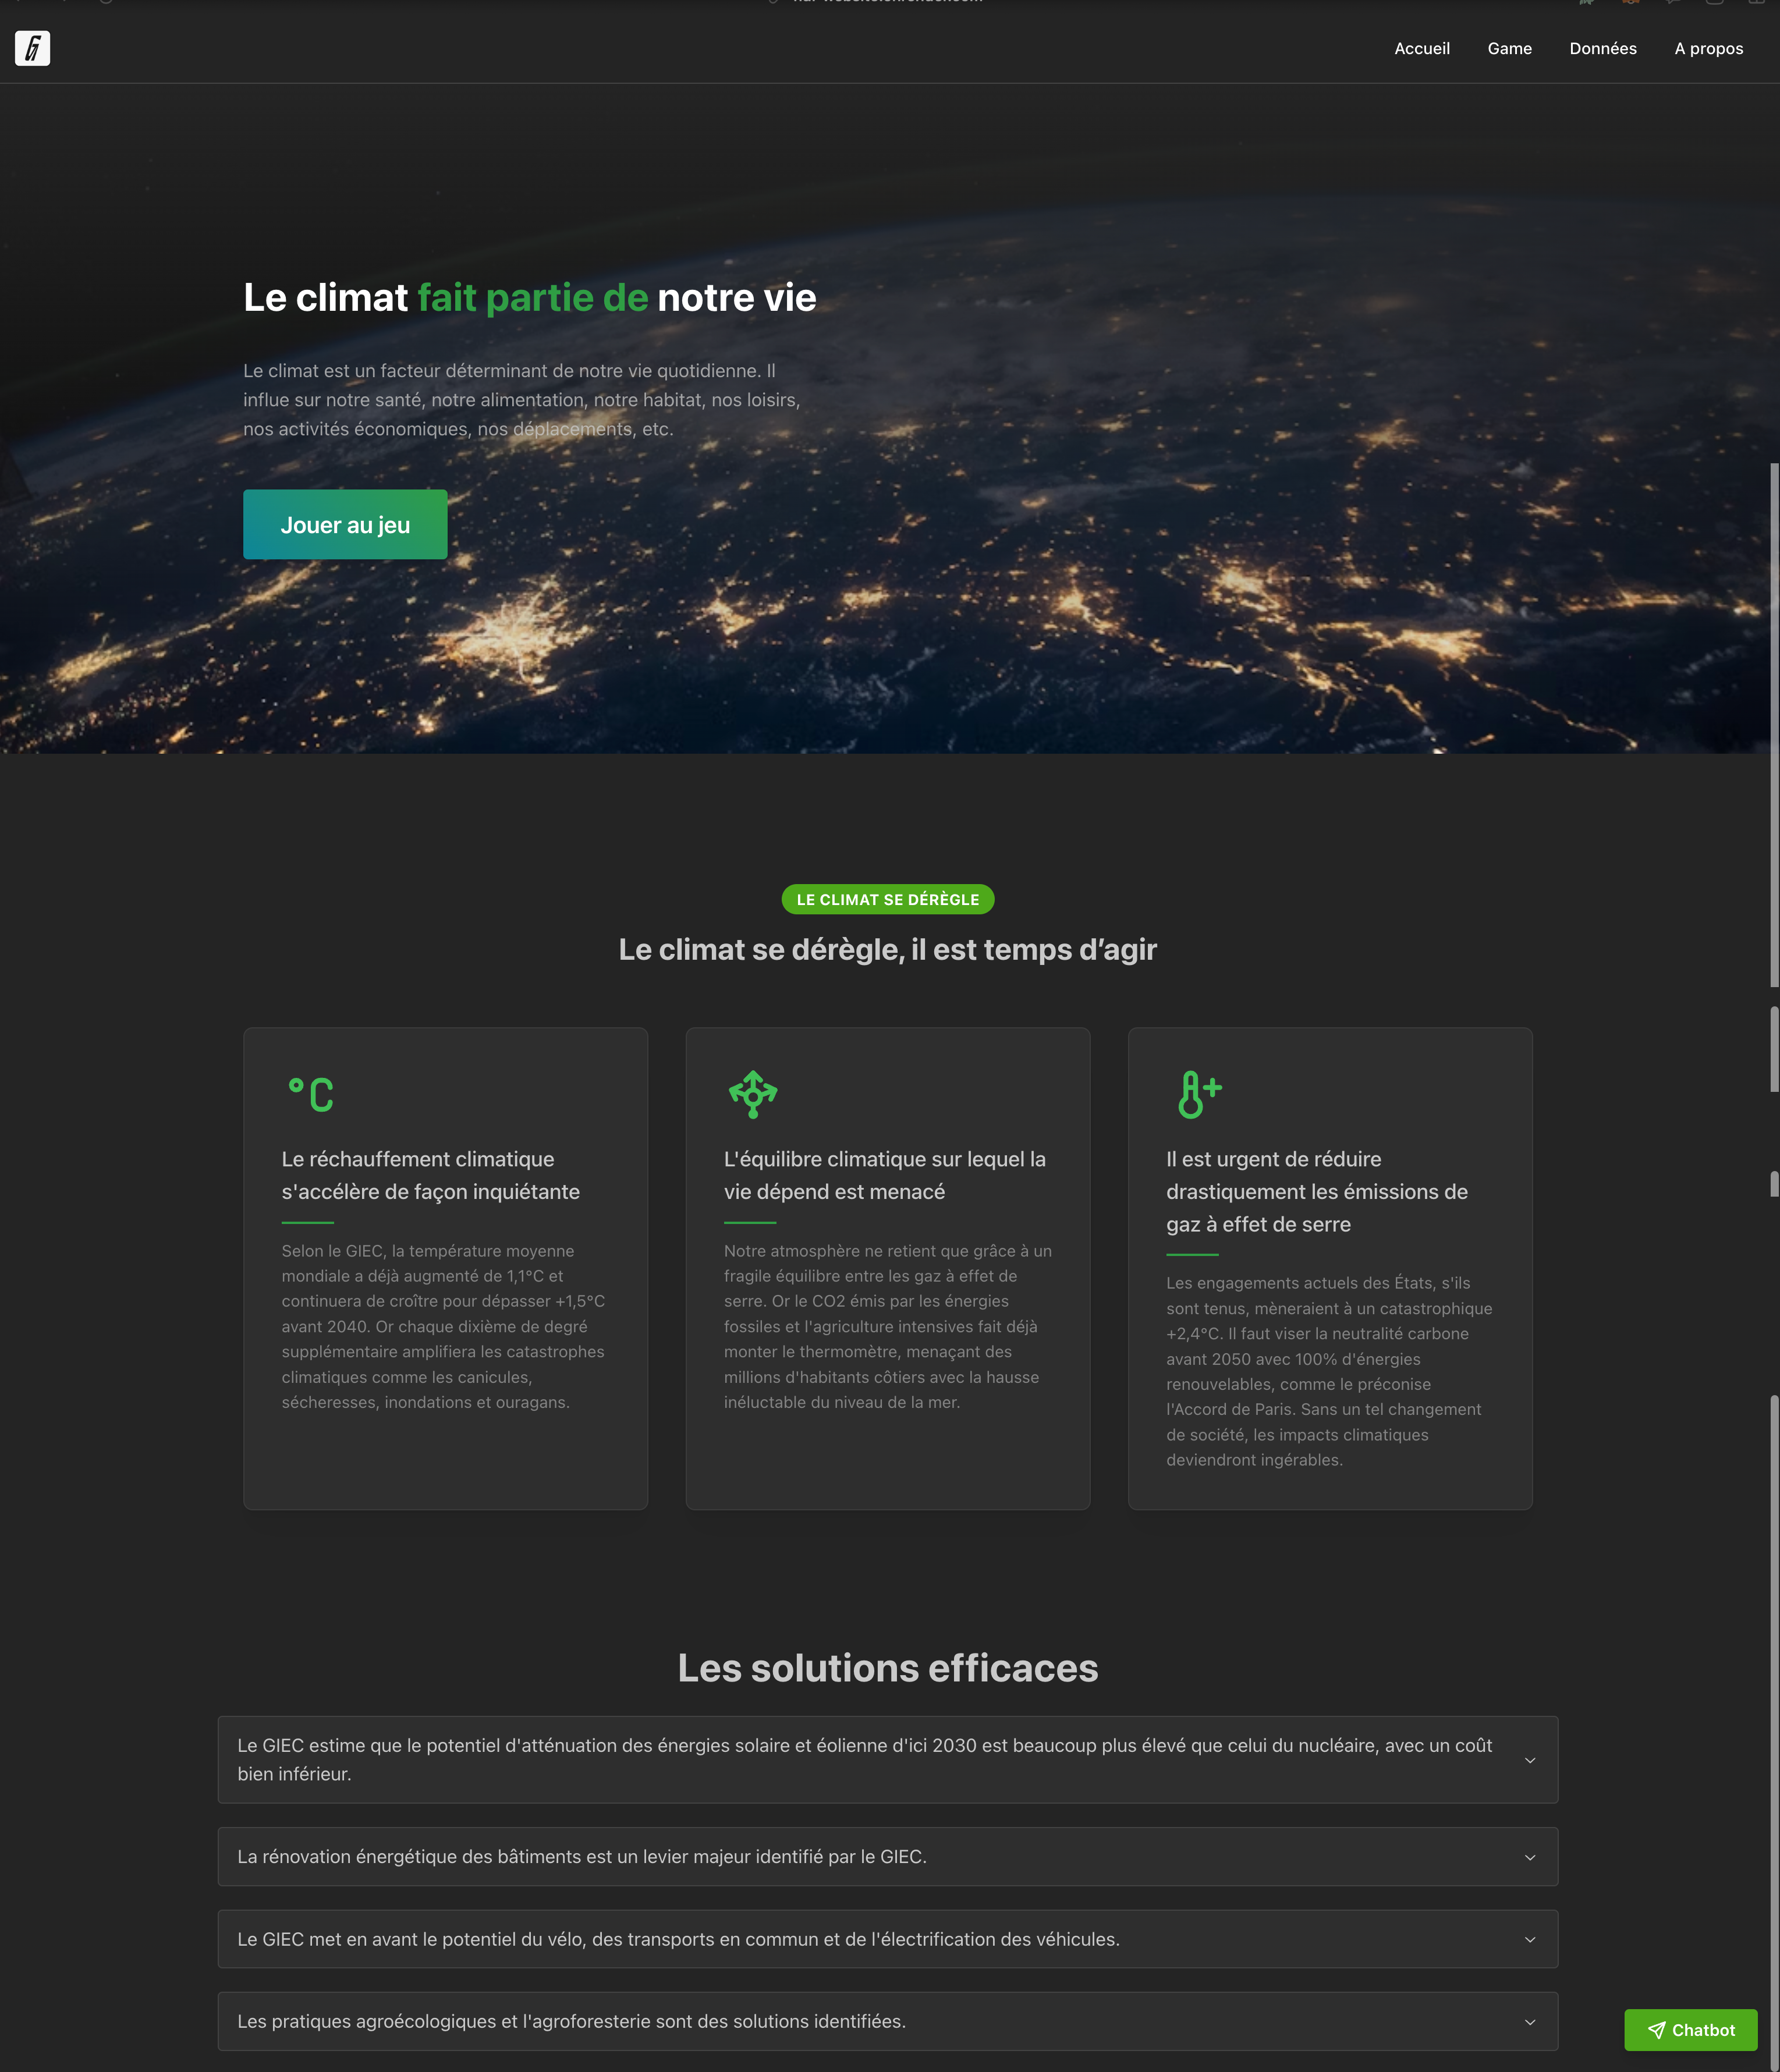 Accueil Game Données A propos
Le climat fait partie de notre vie
Le climat est un facteur déterminant de notre vie quotidienne. Il
influe sur notre santé, notre alimentation, notre habitat, nos loisirs,
nos activités économiques, nos déplacements, etc.
Jouer au jeu
LE CLIMAT SE DÉRÈGLE
Le climat se dérègle, il est temps d’agir
°C
Le réchauffement climatique
s'accélère de façon inquiétante
Selon le GIEC, la température moyenne
mondiale a déjà augmenté de 1,1°C et
continuera de croître pour dépasser +1,5°C
avant 2040. Or chaque dixième de degré
supplémentaire amplifiera les catastrophes
climatiques comme les canicules,
sécheresses, inondations et ouragans.
L'équilibre climatique sur lequel la
vie dépend est menacé
Notre atmosphère ne retient que grâce à un
fragile équilibre entre les gaz à effet de
serre. Or le CO2 émis par les énergies
fossiles et l'agriculture intensives fait déjà
monter le thermomètre, menaçant des
millions d'habitants côtiers avec la hausse
inéluctable du niveau de la mer.
Il est urgent de réduire
drastiquement les émissions de
gaz à effet de serre
Les engagements actuels des États, s'ils
sont tenus, mèneraient à un catastrophique
+2,4°C. Il faut viser la neutralité carbone
avant 2050 avec 100% d'énergies
renouvelables, comme le préconise
l'Accord de Paris. Sans un tel changement
de société, les impacts climatiques
deviendront ingérables.
Les solutions efficaces
Le GIEC estime que le potentiel d'atténuation des énergies solaire et éolienne d'ici 2030 est beaucoup plus élevé que celui du nucléaire, avec un coût
bien inférieur.
La rénovation énergétique des bâtiments est un levier majeur identifié par le GIEC.
Le GIEC met en avant le potentiel du vélo, des transports en commun et de l'électrification des véhicules.
Les pratiques agroécologiques et l'agroforesterie sont des solutions identifiées.
Chatbot